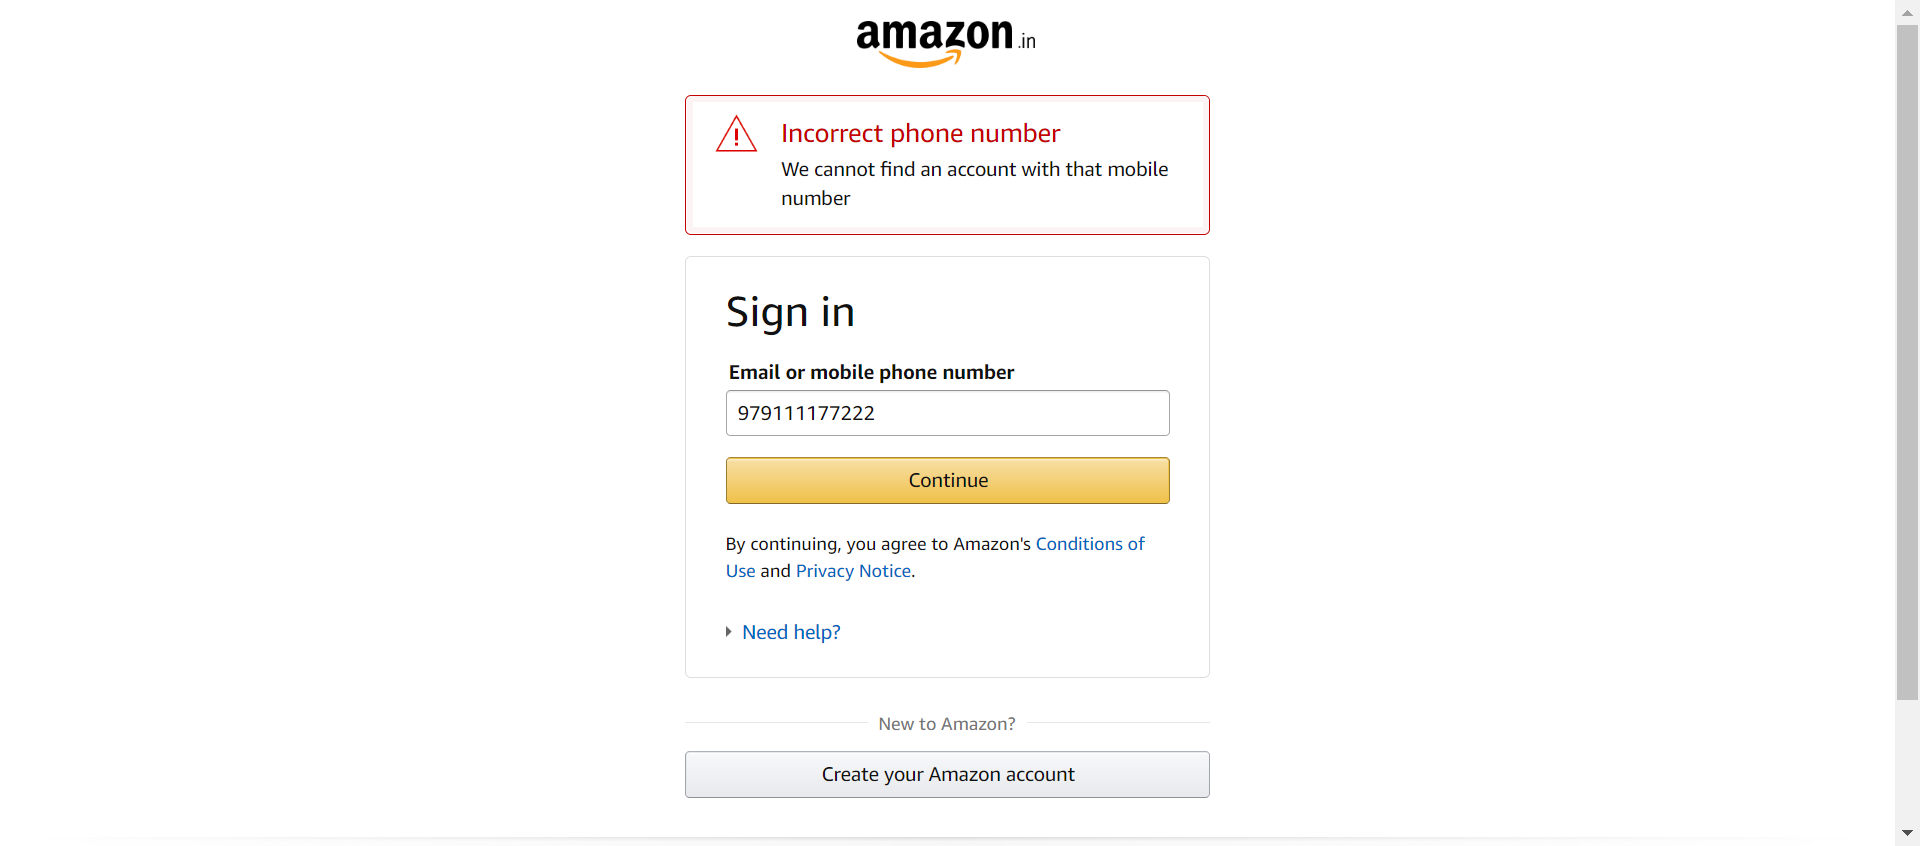 amazon.in
Incorrect phone number
We cannot find an account with that mobile
number
Sign in
Email or mobile phone number
979111177222
Continue
By continuing, you agree to Amazon's Conditions of
Use and Privacy Notice.
Need help?
New to Amazon?
Create your Amazon account